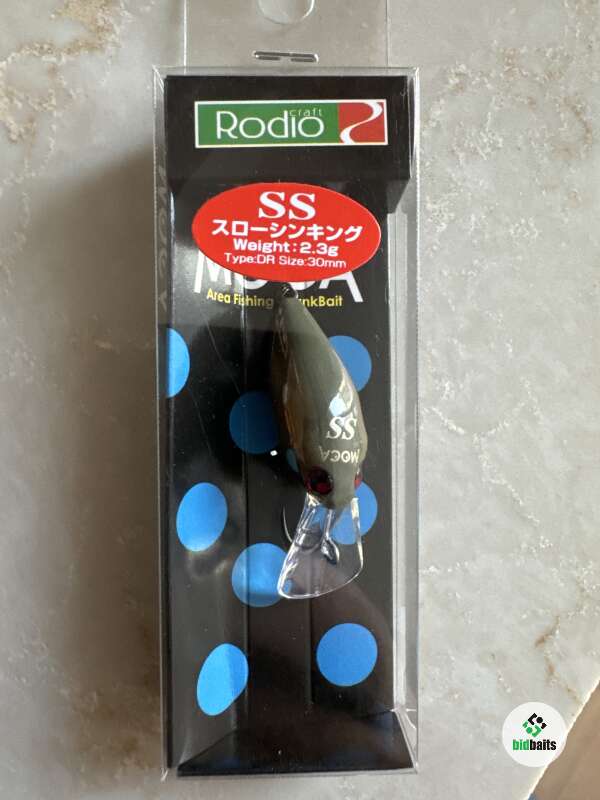 craft
Rodio
SS
スローシンキング
Weight:2.3g
Type:DR Size:30mm
Area Fishing
SS
MOCA
bidbaits